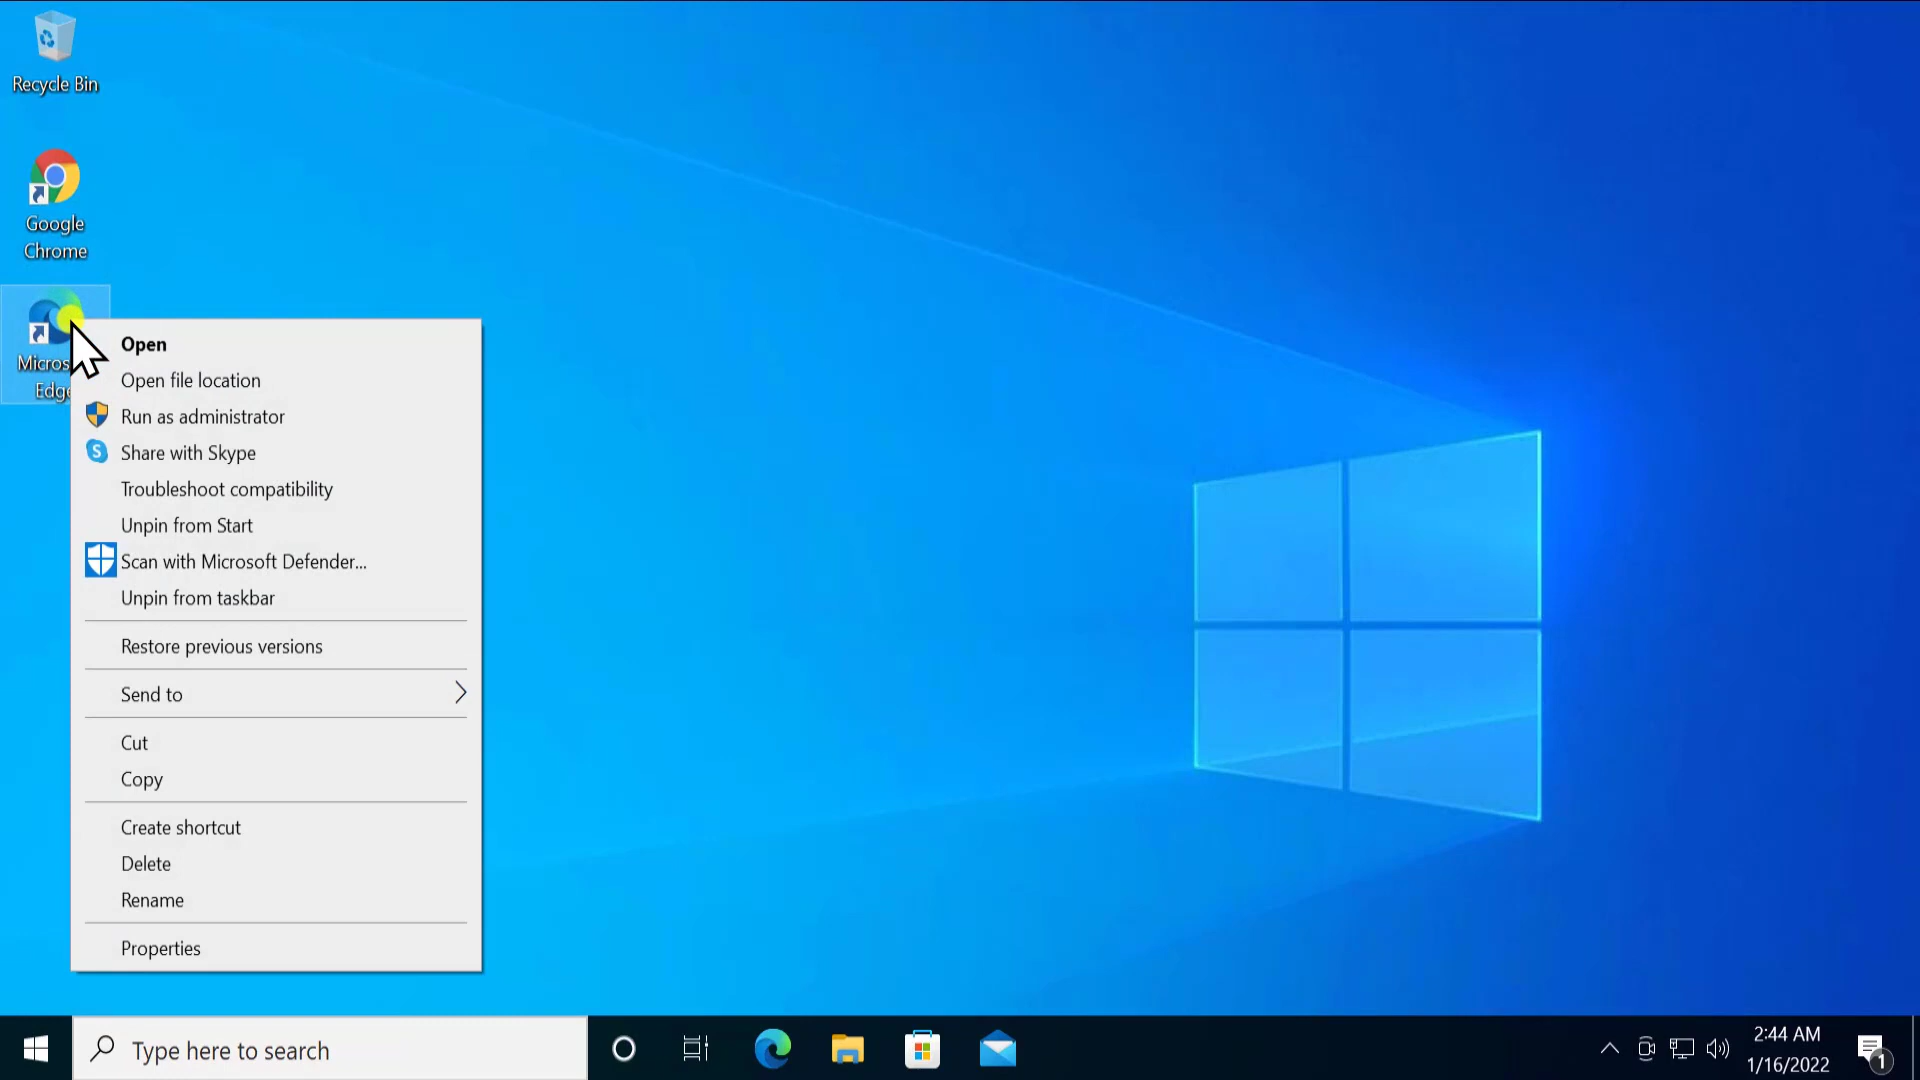 Recycle Bin
Google
Chrome
Edge
Open
Open file location
Run as administrator
S
Share with Skype
Troubleshoot compatibility
Unpin from Start
Scan with Microsoft Defender...
Unpin from taskbar
Restore previous versions
Send to
Cut
Copy
Create shortcut
Delete
Rename
Properties
Type here to search
2:44 AM
1/16/2022
1